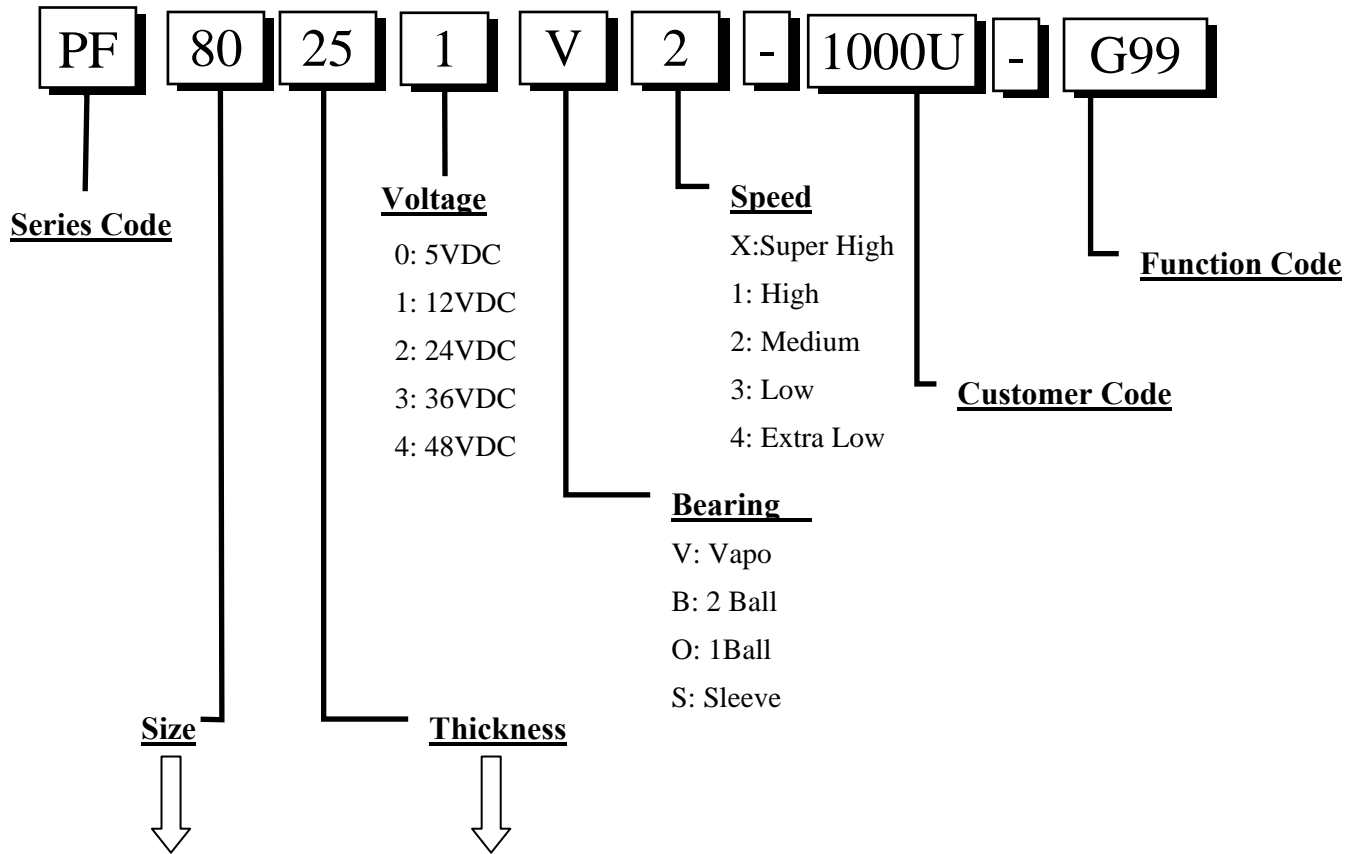 PF 80 25 1 V 2 - 1000U - G99
Series Code
Voltage
0: 5VDC
1: 12VDC
2: 24VDC
3: 36VDC
4: 48VDC
Speed
X:Super High
1: High
2: Medium
3: Low
4: Extra Low
Function Code
Customer Code
Bearing
V: Vapo
B: 2 Ball
O: 1Ball
S: Sleeve
Size
Thickness